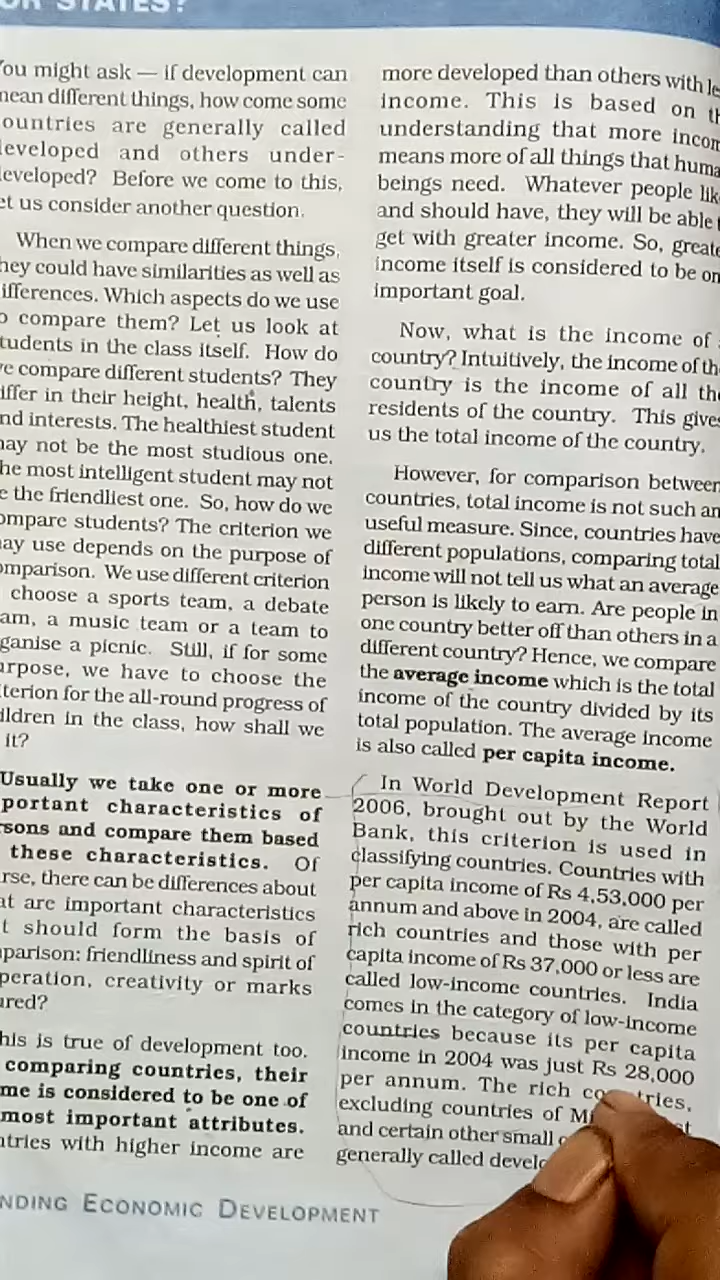 STATES?
You might ask — if development can
mean different things, how come some
countries are generally called
developed and others under-
developed? Before we come to this,
let us consider another question.
When we compare different things,
they could have similarities as well as
differences. Which aspects do we use
to compare them? Let us look at
students in the class itself. How do
we compare different students? They
differ in their height, health, talents
and interests. The healthiest student
may not be the most studious one.
The most intelligent student may not
be the friendliest one. So, how do we
compare students? The criterion we
may use depends on the purpose of
comparison. We use different criterion
choose a sports team, a debate
team, a music team or a team to
organise a picnic. Still, if for some
purpose, we have to choose the
criterion for the all-round progress of
children in the class, how shall we
it?
Usually we take one or more
important characteristics of
persons and compare them based
these characteristics. Of
course, there can be differences about
what are important characteristics
that should form the basis of
comparison: friendliness and spirit of
cooperation, creativity or marks
This is true of development too.
comparing countries, their
income is considered to be one of
most important attributes.
Countries with higher income are
more developed than others with
income. This is based on
understanding that more income
means more of all things that human
beings need. Whatever people
and should have, they will be able
get with greater income. So, greater
income itself is considered to be
important goal.
Now, what is the income of
country? Intuitively, the income of the
country is the income of all the
residents of the country. This gives
us the total income of the country.
However, for comparison between
countries, total income is not such an
useful measure. Since, countries have
different populations, comparing total
income will not tell us what an average
person is likely to earn. Are people in
one country better off than others in a
different country? Hence, we compare
the average income which is the total
income of the country divided by its
total population. The average income
is also called per capita income.
In World Development Report
2006, brought out by the World
Bank, this criterion is used in
classifying countries. Countries with
per capita income of Rs 4,53,000 per
annum and above in 2004, are called
rich countries and those with per
capita income of Rs 37,000 or less are
called low-income countries. India
comes in the category of low-income
countries because its per capita
income in 2004 was just Rs 28,000
per annum. The rich countries,
excluding countries of
and certain other small
generally called
ECONOMIC DEVELOPMENT